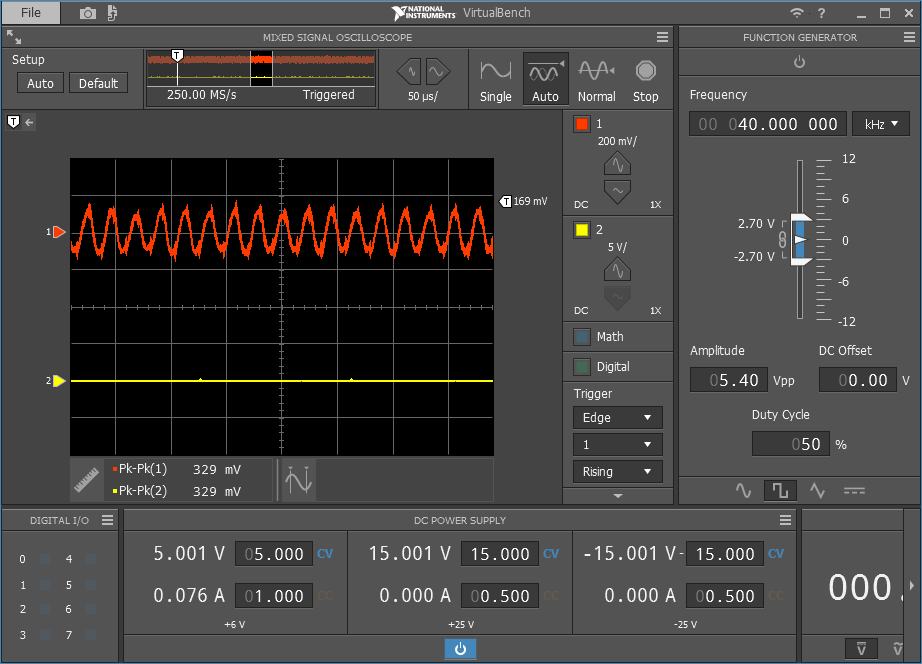 File
NATIONAL INSTRUMENTS VirtualBench
?
MIXED SIGNAL OSCILLOSCOPE
FUNCTION GENERATOR
Setup
Auto
Default
T
250.00 MS/s
Triggered
50 µs/
Single
Auto
Normal
Stop
T
1
200 mV/
DC
1X
T 169 mV
1
2
2
5 V/
DC
1X
Math
Digital
Trigger
Edge
1
Rising
Pk-Pk(1) 329 mV
Pk-Pk(2) 329 mV
Frequency
00 040.000 000
kHz
12
6
0
-6
-12
2.70 V
-2.70 V
Amplitude
05.40 Vpp
DC Offset
00.00 V
Duty Cycle
050 %
DIGITAL I/O
0 4
1 5
2 6
3 7
DC POWER SUPPLY
5.001 V 05.000 CV
0.076 A 01.000 CC
+6 V
15.001 V 15.000 CV
0.000 A 00.500 CC
+25 V
-15.001 V - 15.000 CV
0.000 A 00.500 CC
-25 V
000.
V
V